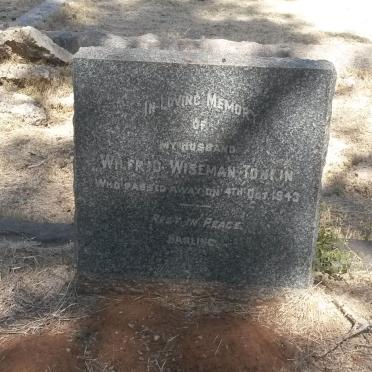 IN LOVING MEMORY
OF
MY HUSBAND
WILFRID WISEMAN TOMLIN
WHO PASSED AWAY ON 4TH OCT. 1943
REST IN PEACE
DARLING